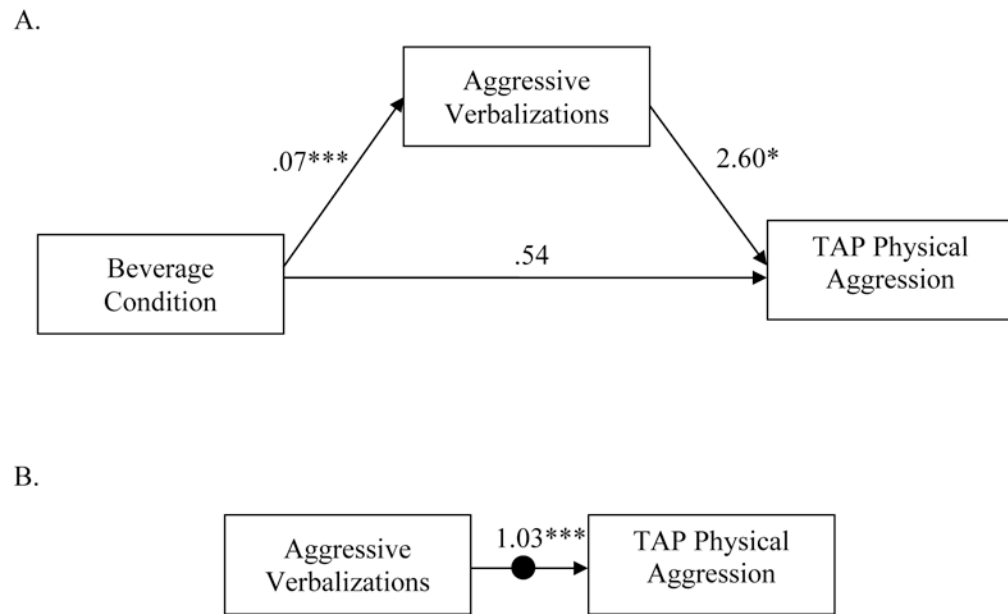 A.
Aggressive
Verbalizations
.07***
2.60*
Beverage
Condition
.54
TAP Physical
Aggression
B.
Aggressive
Verbalizations
1.03***
TAP Physical
Aggression